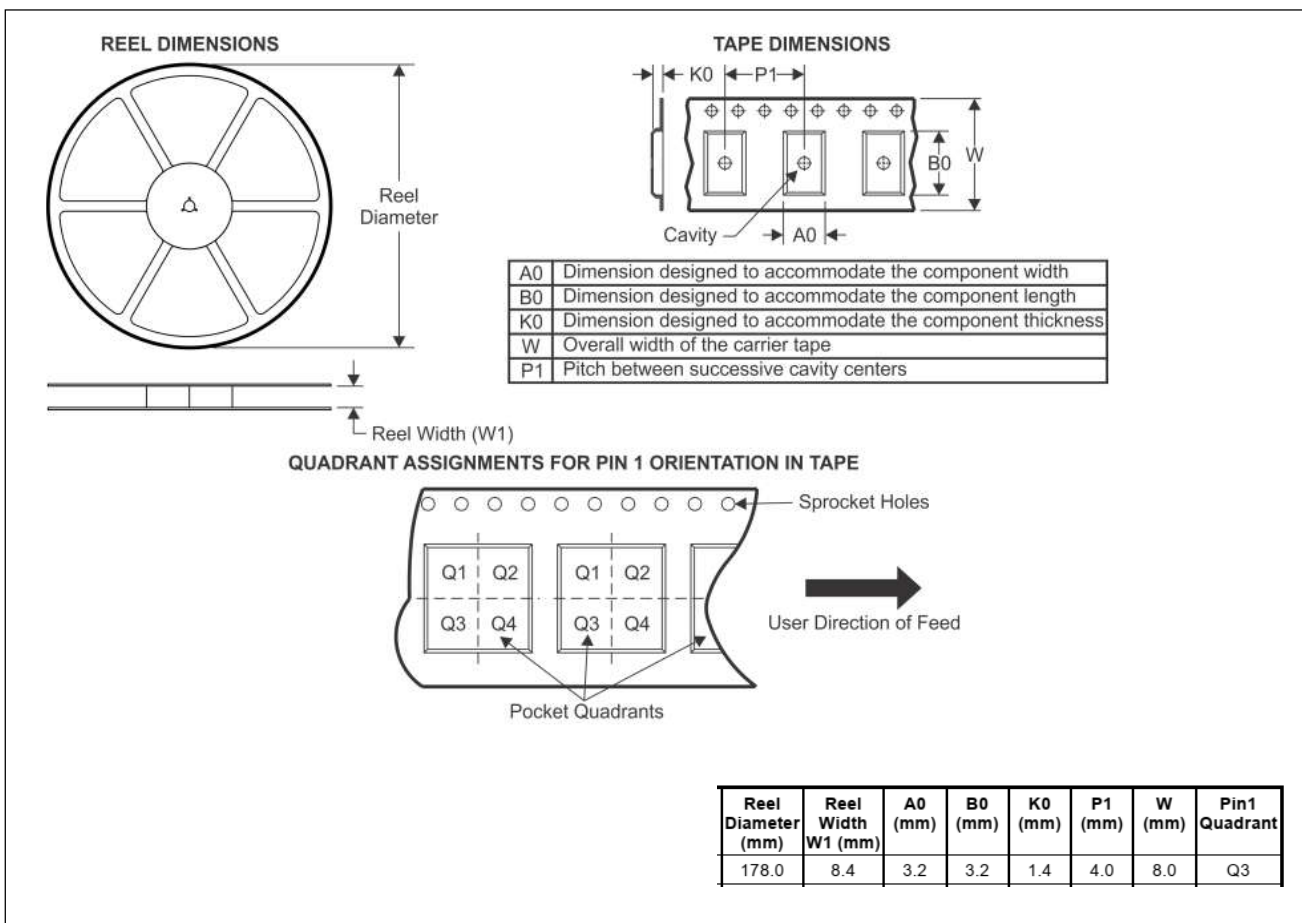 REEL DIMENSIONS
Reel
Diameter
Reel Width (W1)
TAPE DIMENSIONS
K0
P1
B0
W
Cavity
A0
A0 Dimension designed to accommodate the component width
B0 Dimension designed to accommodate the component length
K0 Dimension designed to accommodate the component thickness
W Overall width of the carrier tape
P1 Pitch between successive cavity centers
QUADRANT ASSIGNMENTS FOR PIN 1 ORIENTATION IN TAPE
Sprocket Holes
Q1 Q2 Q1 Q2
Q3 Q4 Q3 Q4
User Direction of Feed
Pocket Quadrants
Reel Diameter (mm) Reel Width W1 (mm) A0 (mm) B0 (mm) K0 (mm) P1 (mm) W (mm) Pin1 Quadrant
178.0 8.4 3.2 3.2 1.4 4.0 8.0 Q3